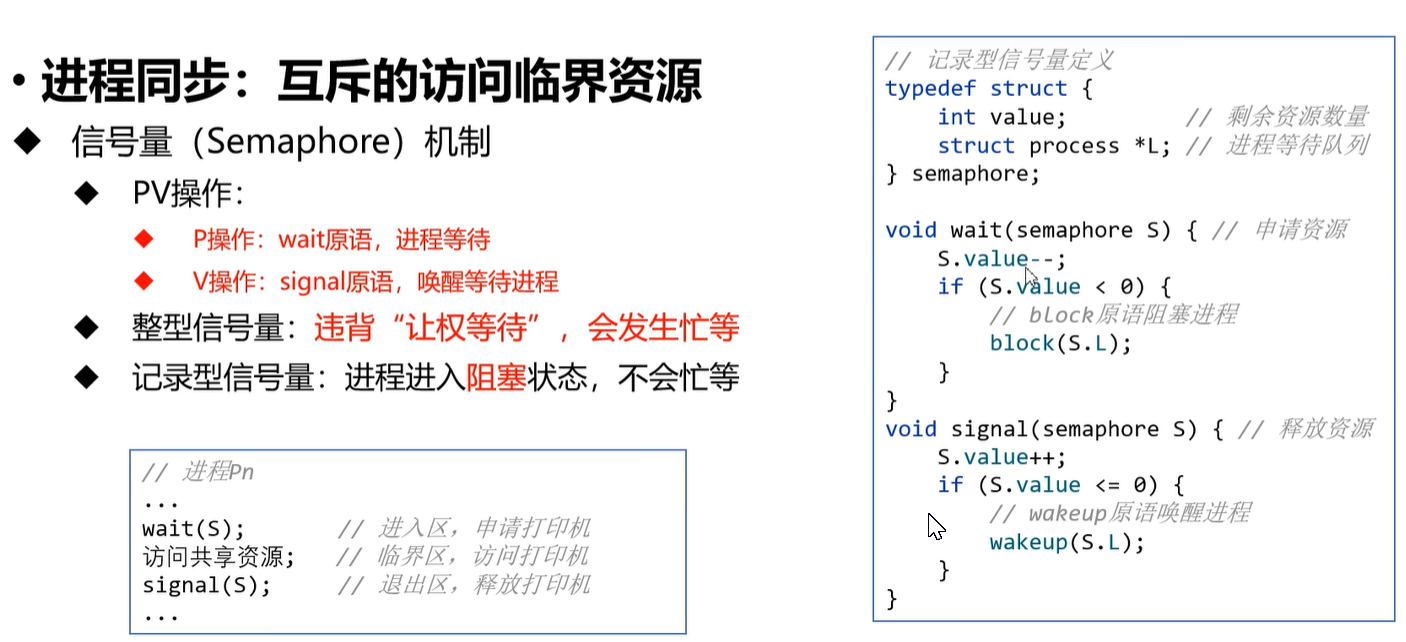 • 进程同步：互斥的访问临界资源
◆ 信号量（Semaphore）机制
◆ PV操作：
◆ P操作：wait原语，进程等待
◆ V操作：signal原语，唤醒等待进程
◆ 整型信号量：违背“让权等待”，会发生忙等
◆ 记录型信号量：进程进入阻塞状态，不会忙等
// 进程Pn
...
wait(S); // 进入区，申请打印机
访问共享资源; // 临界区，访问打印机
signal(S); // 退出区，释放打印机
...
// 记录型信号量定义
typedef struct {
    int value; // 剩余资源数量
    struct process *L; // 进程等待队列
} semaphore;

void wait(semaphore S) { // 申请资源
    S.value--;
    if (S.value < 0) {
        // block原语阻塞进程
        block(S.L);
    }
}
void signal(semaphore S) { // 释放资源
    S.value++;
    if (S.value <= 0) {
        // wakeup原语唤醒进程
        wakeup(S.L);
    }
}